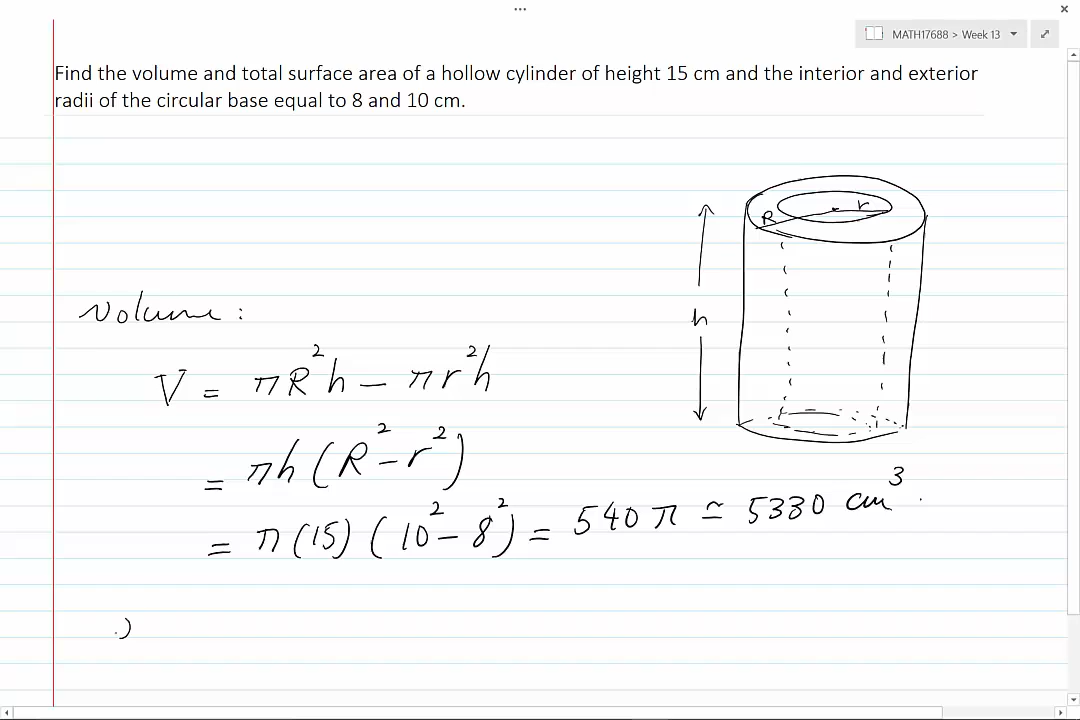 ...
MATH17688 > Week 13
Find the volume and total surface area of a hollow cylinder of height 15 cm and the interior and exterior
radii of the circular base equal to 8 and 10 cm.
R r
h
Volume :
V = πR²h − πr²h
= πh(R² − r²)
= π(15)(10² − 8²) = 540π ≃ 5330 cm³.